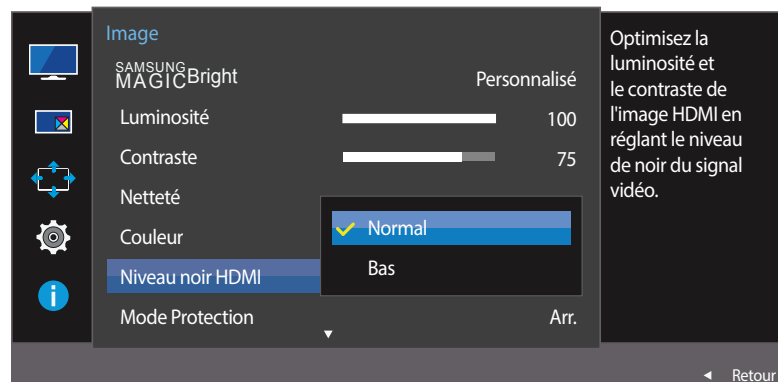 Image
SAMSUNG
MAGICBright Personnalisé
Luminosité 100
Contraste 75
Netteté
Couleur
Niveau noir HDMI
Mode Protection Arr.
Normal
Bas
Optimisez la
luminosité et
le contraste de
l'image HDMI en
réglant le niveau
de noir du signal
vidéo.
Retour